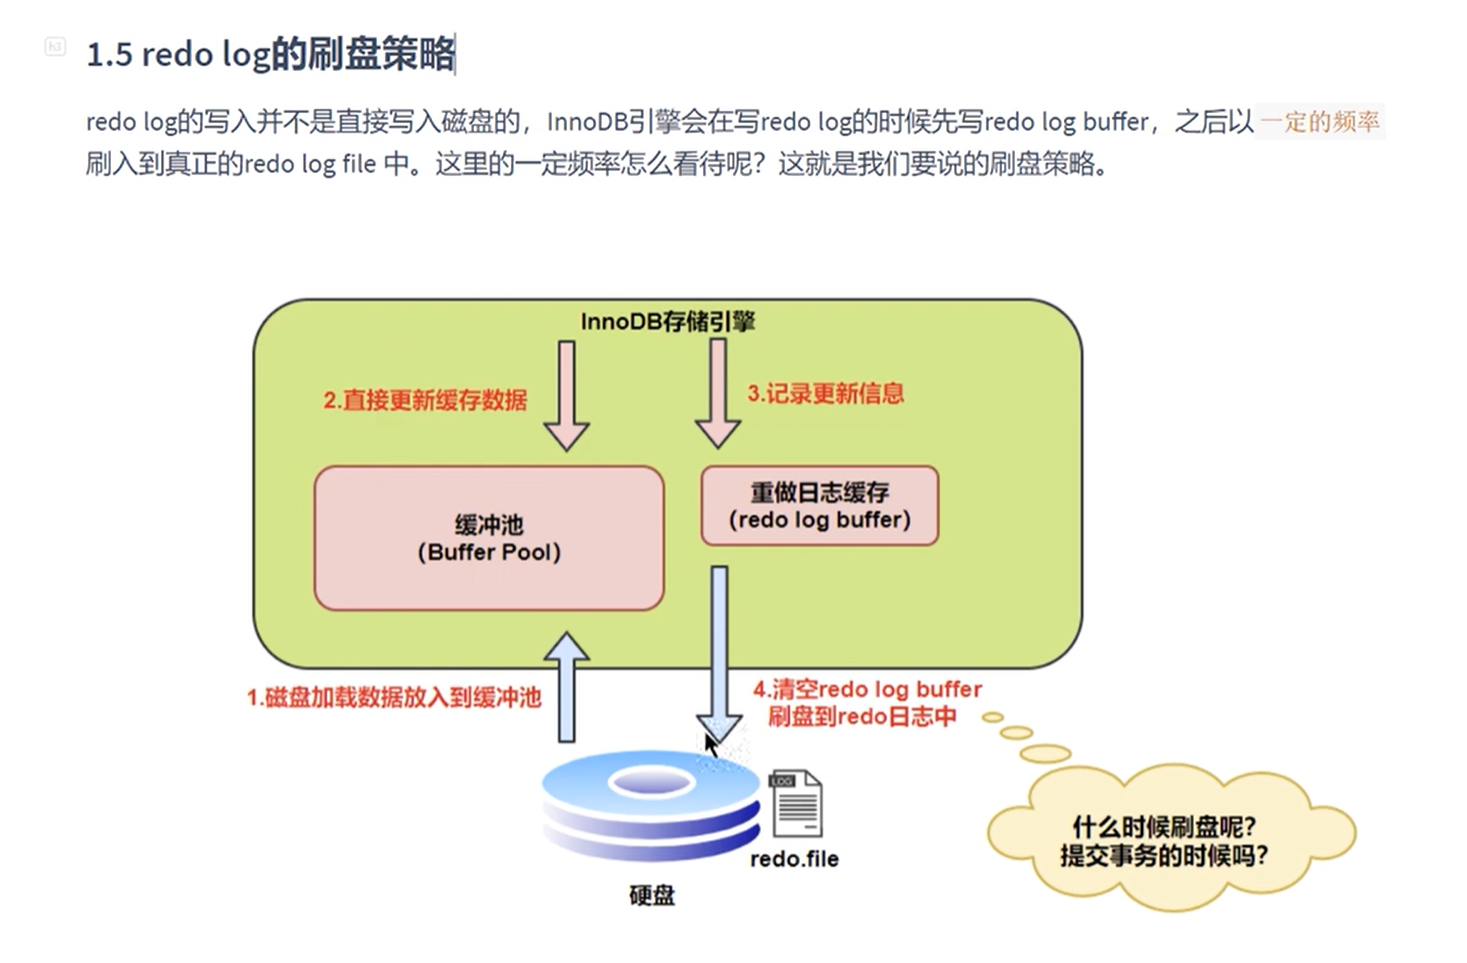 h3
1.5 redo log的刷盘策略
redo log的写入并不是直接写入磁盘的，InnoDB引擎会在写redo log的时候先写redo log buffer，之后以 一定的频率
刷入到真正的redo log file 中。这里的一定频率怎么看待呢？这就是我们要说的刷盘策略。
InnoDB存储引擎
2.直接更新缓存数据
3.记录更新信息
缓冲池
（Buffer Pool）
重做日志缓存
（redo log buffer）
1.磁盘加载数据放入到缓冲池
4.清空redo log buffer
刷盘到redo日志中
LOG
redo.file
硬盘
什么时候刷盘呢？
提交事务的时候吗？